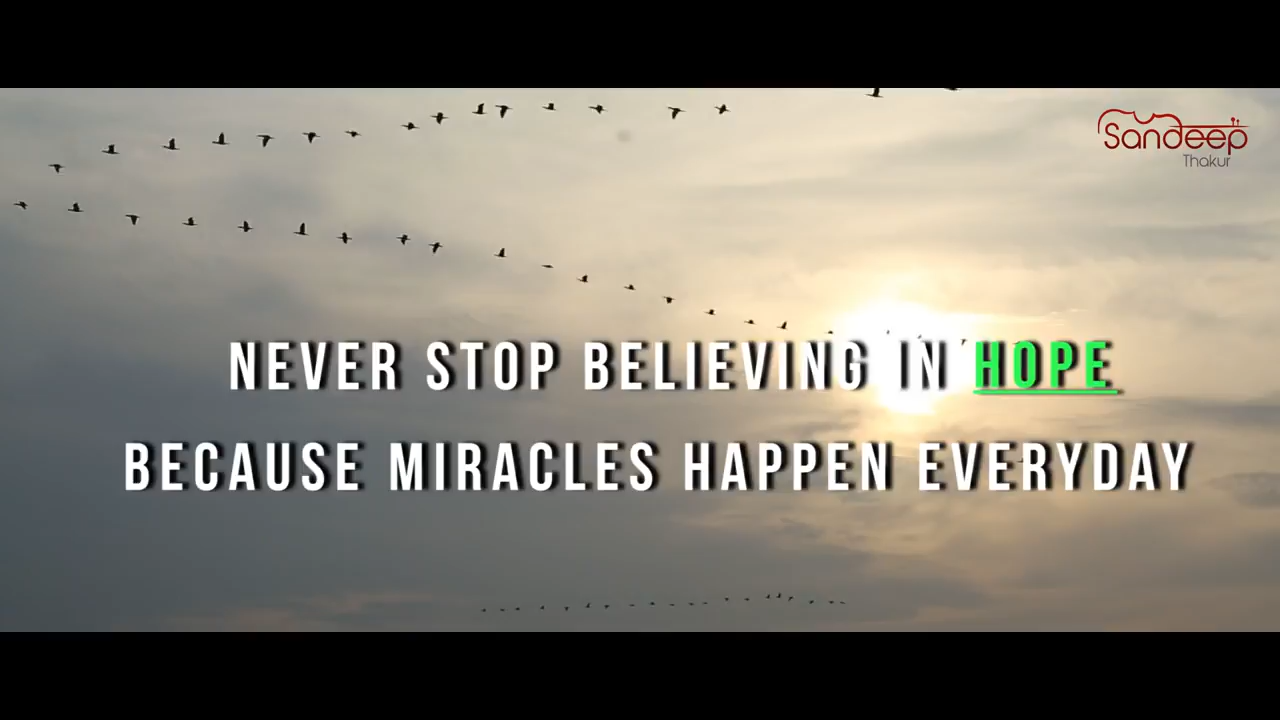 Sandeep
Thakur
NEVER STOP BELIEVING IN HOPE
BECAUSE MIRACLES HAPPEN EVERYDAY